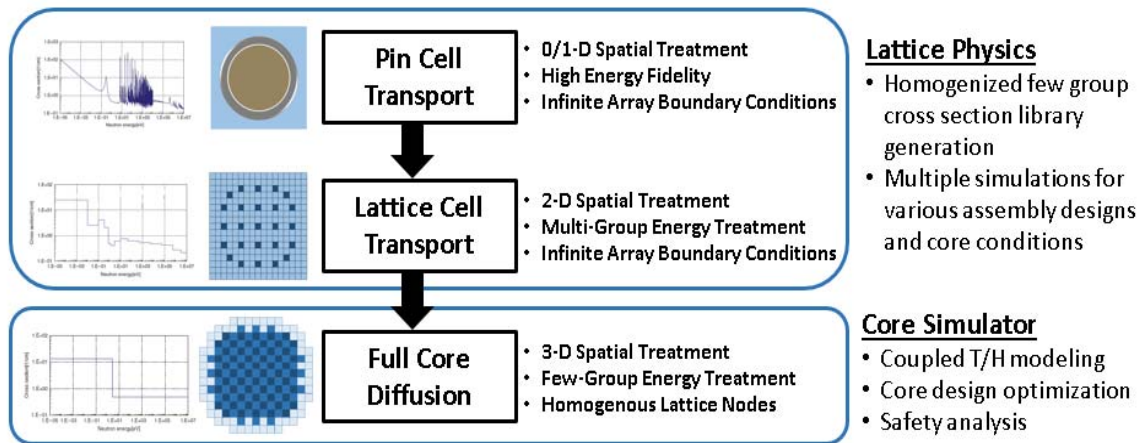 Pin Cell
Transport
• 0/1-D Spatial Treatment
• High Energy Fidelity
• Infinite Array Boundary Conditions
Lattice Cell
Transport
• 2-D Spatial Treatment
• Multi-Group Energy Treatment
• Infinite Array Boundary Conditions
Lattice Physics
• Homogenized few group
cross section library
generation
• Multiple simulations for
various assembly designs
and core conditions
Full Core
Diffusion
• 3-D Spatial Treatment
• Few-Group Energy Treatment
• Homogenous Lattice Nodes
Core Simulator
• Coupled T/H modeling
• Core design optimization
• Safety analysis